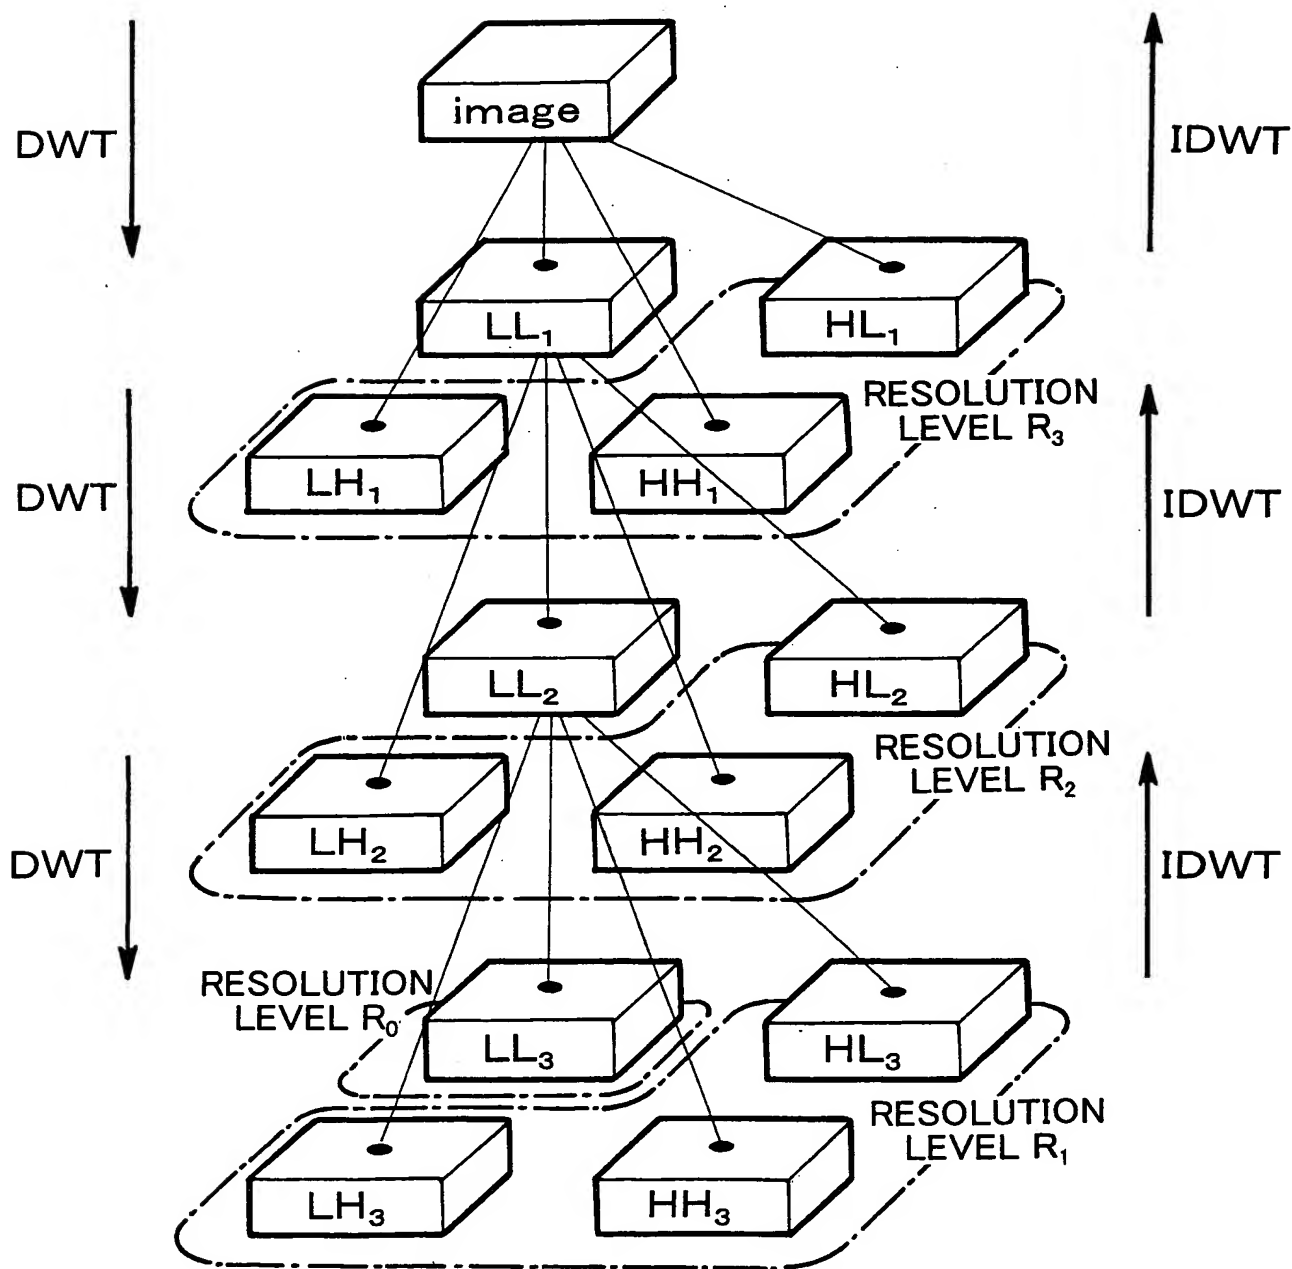 image
DWT
IDWT
LL₁
HL₁
RESOLUTION
LEVEL R₃
LH₁
HH₁
DWT
IDWT
LL₂
HL₂
RESOLUTION
LEVEL R₂
LH₂
HH₂
DWT
IDWT
RESOLUTION
LEVEL R₀
LL₃
HL₃
RESOLUTION
LEVEL R₁
LH₃
HH₃